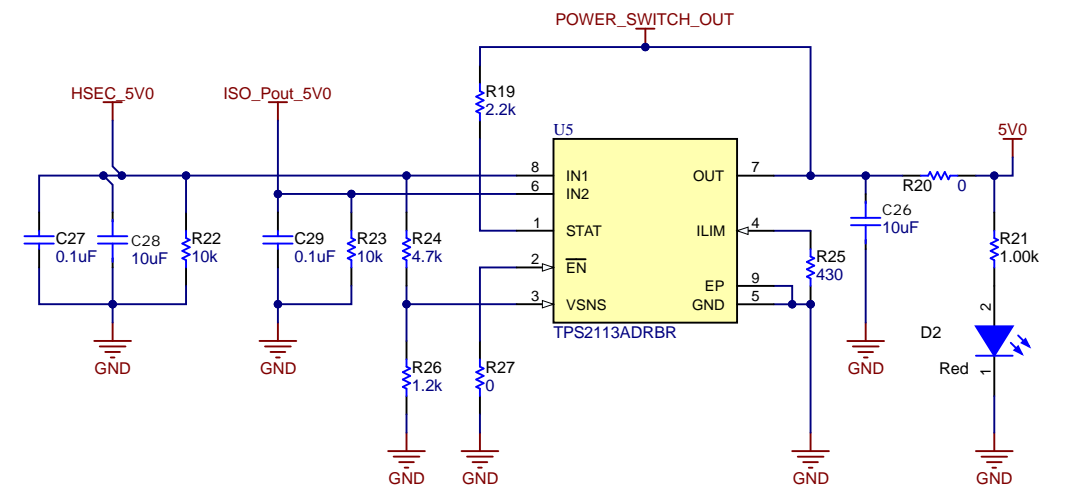 POWER_SWITCH_OUT
HSEC_5V0
ISO_Pout_5V0
R19
2.2k
U5
5V0
8
IN1
OUT
7
6
IN2
R20
0
1
STAT
ILIM
4
C27
0.1uF
C28
10uF
R22
10k
C29
0.1uF
R23
10k
R24
4.7k
C26
10uF
R21
1.00k
2
EN
R25
430
EP
9
3
VSNS
GND
5
2
TPS2113ADRBR
D2
GND
GND
R26
1.2k
R27
0
GND
Red
1
GND
GND
GND
GND